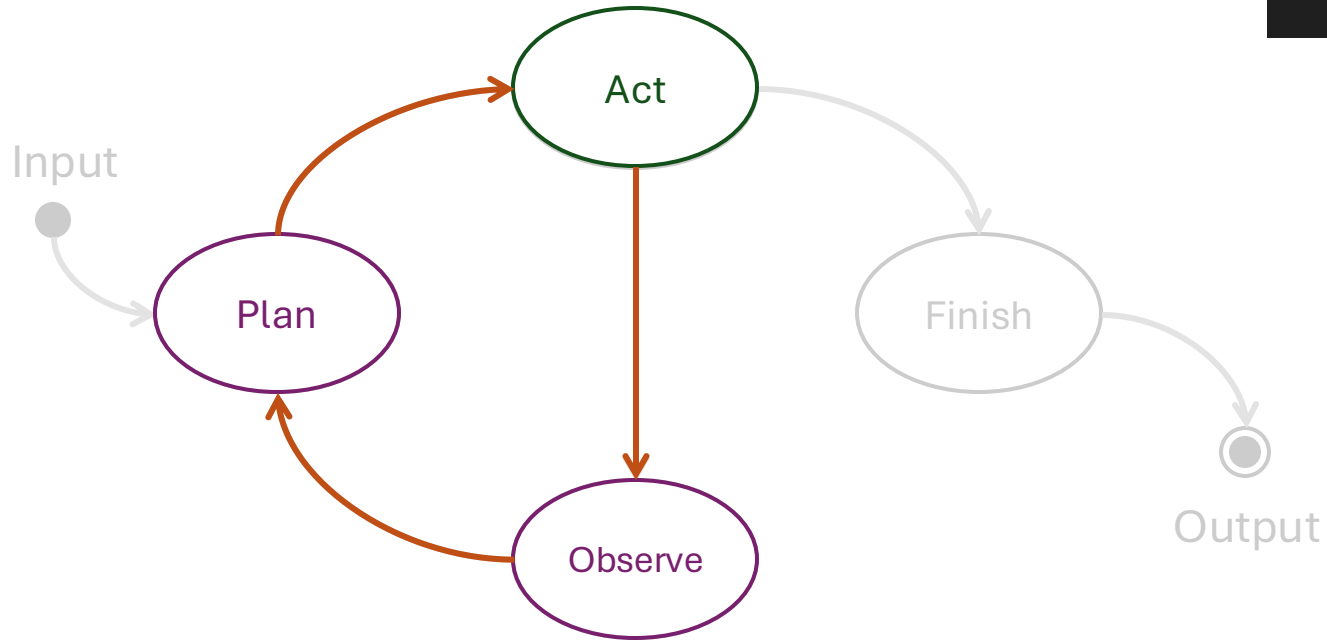 Act
Input
Plan
Finish
Observe
Output